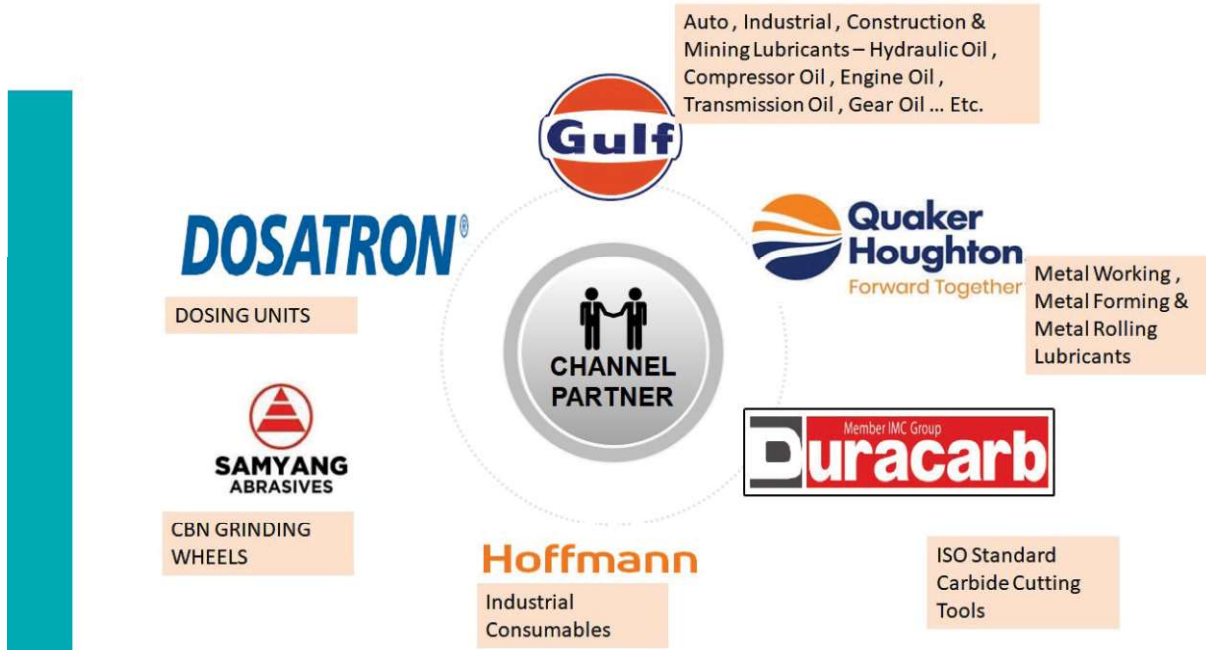 Auto , Industrial , Construction &
Mining Lubricants – Hydraulic Oil ,
Compressor Oil , Engine Oil ,
Transmission Oil , Gear Oil ... Etc.
Gulf
DOSATRON®
DOSING UNITS
Quaker
Houghton
Forward Together
Metal Working ,
Metal Forming &
Metal Rolling
Lubricants
CHANNEL
PARTNER
SAMYANG
ABRASIVES
CBN GRINDING
WHEELS
Member IMC Group
Duracarb
ISO Standard
Carbide Cutting
Tools
Hoffmann
Industrial
Consumables